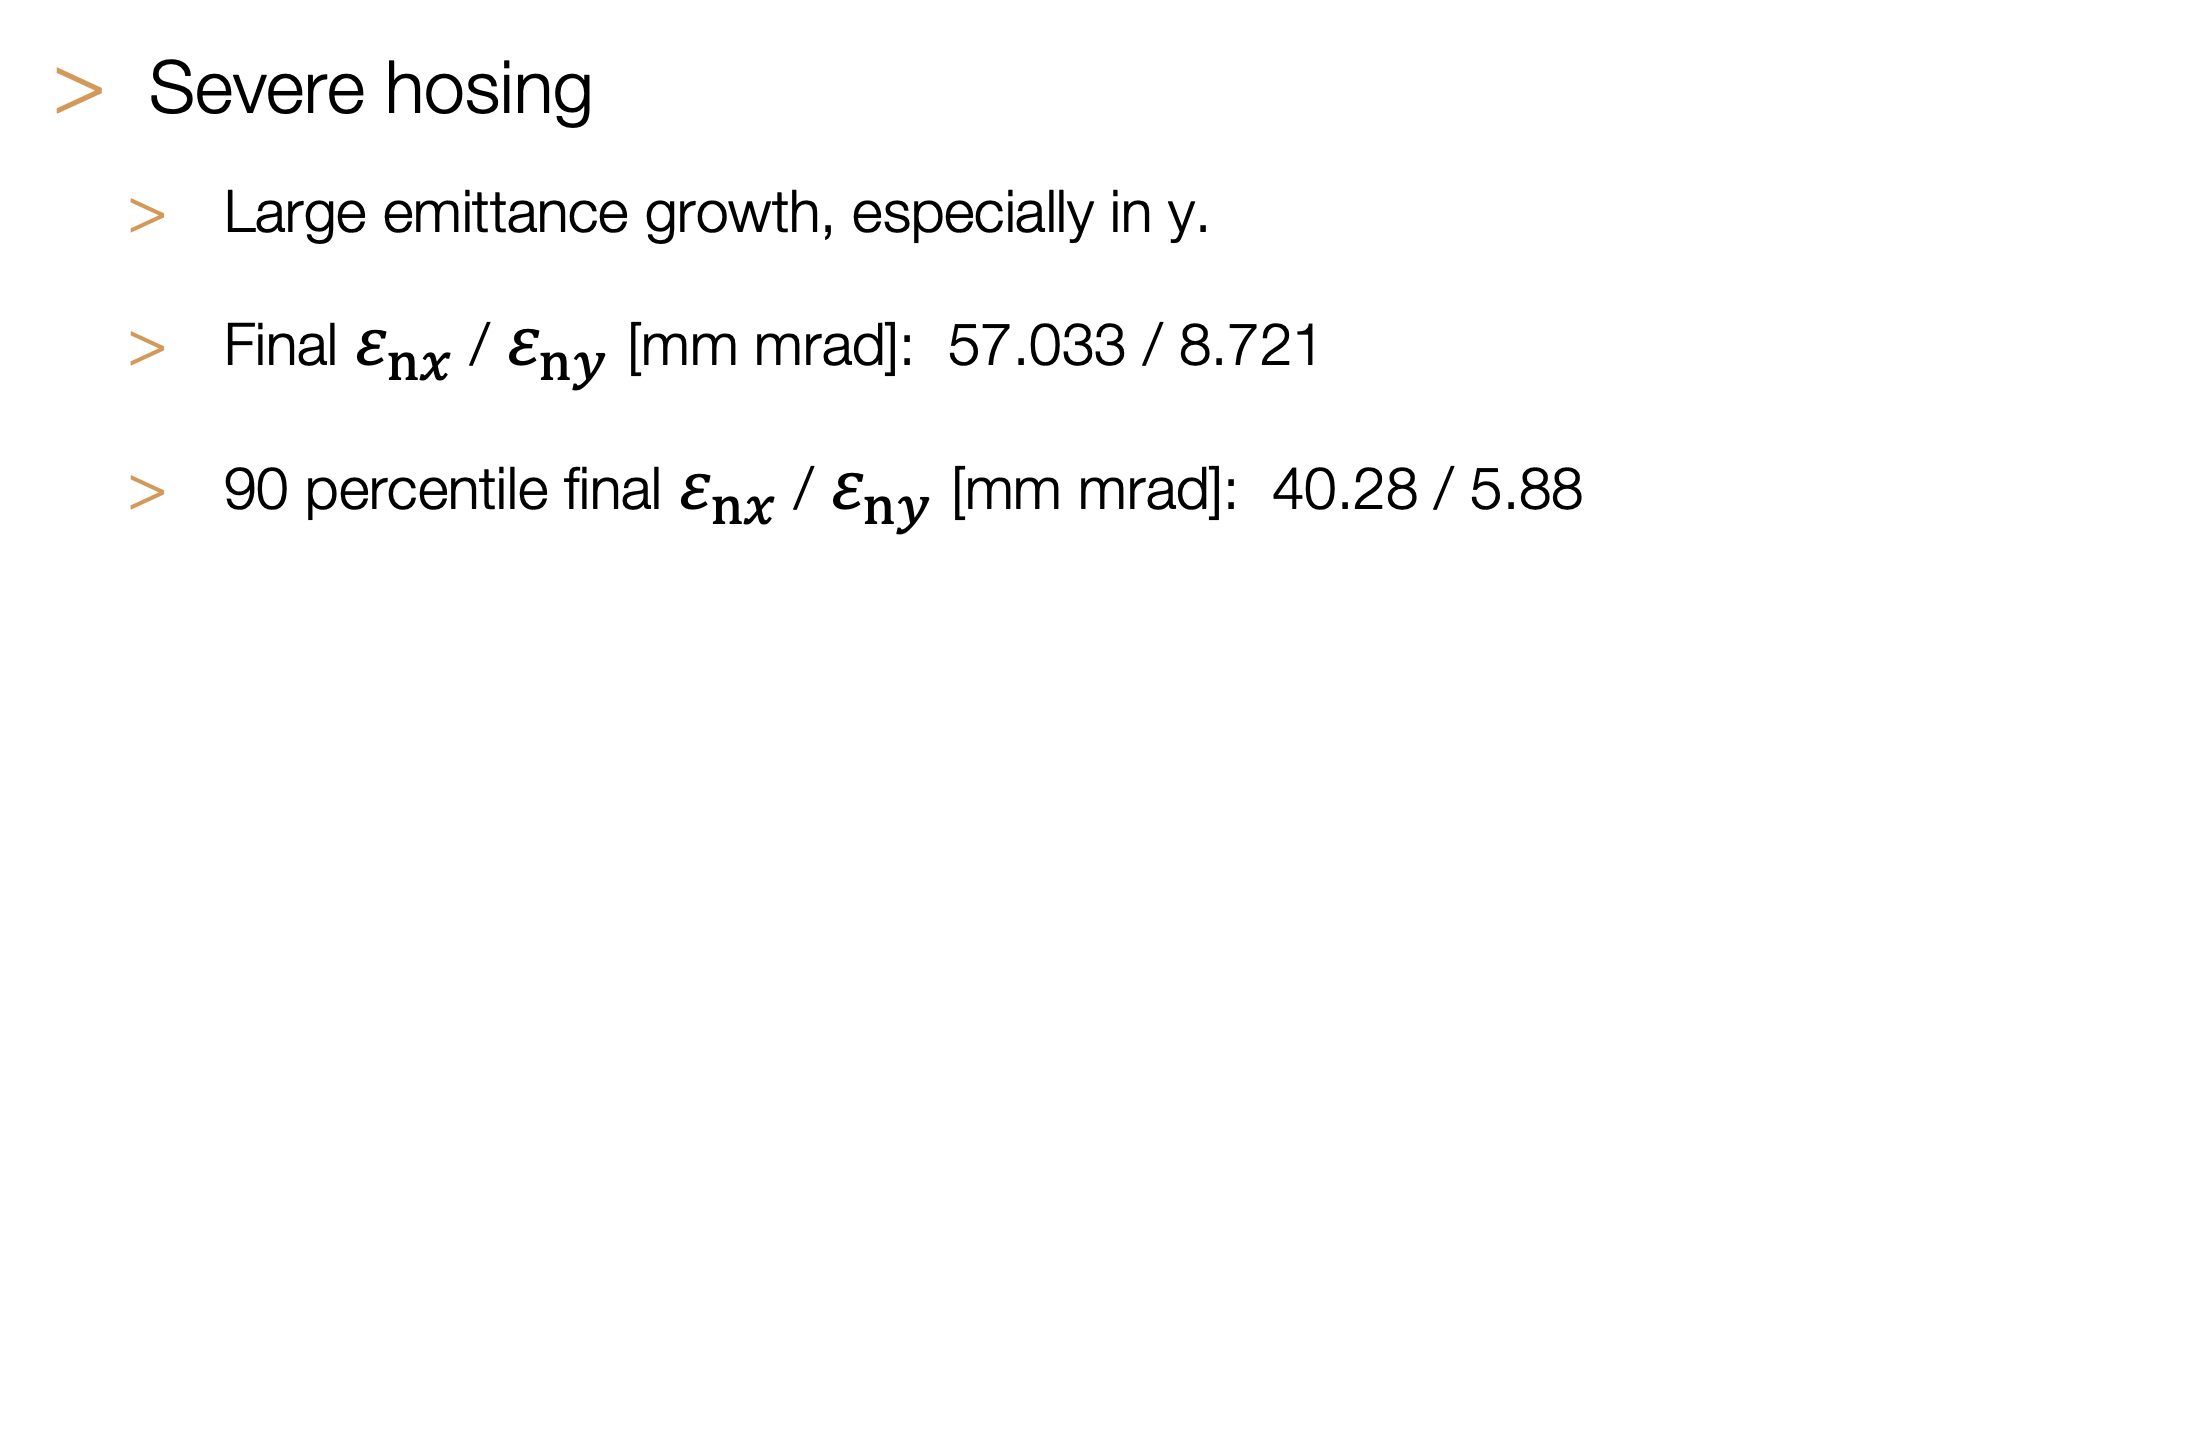 > Severe hosing
> Large emittance growth, especially in y.
> Final εnx / εny [mm mrad]: 57.033 / 8.721
> 90 percentile final εnx / εny [mm mrad]: 40.28 / 5.88